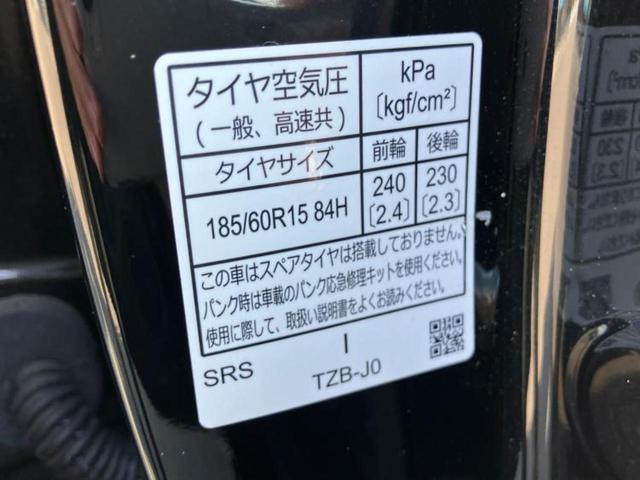 タイヤ空気圧
(一般、高速共)
kPa
〔kgf/cm²〕
タイヤサイズ
前輪
後輪
185/60R15 84H
240
〔2.4〕
230
〔2.3〕
この車はスペアタイヤは搭載しておりません。
パンク時は車載のパンク応急修理キットを使用ください。
使用に際して、取扱い説明書をよくお読みください。
I
SRS
TZB-J0